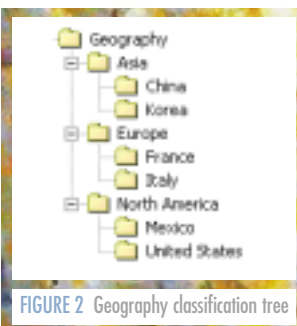 Geography
Asia
China
Korea
Europe
France
Italy
North America
Mexico
United States
FIGURE 2 Geography classification tree